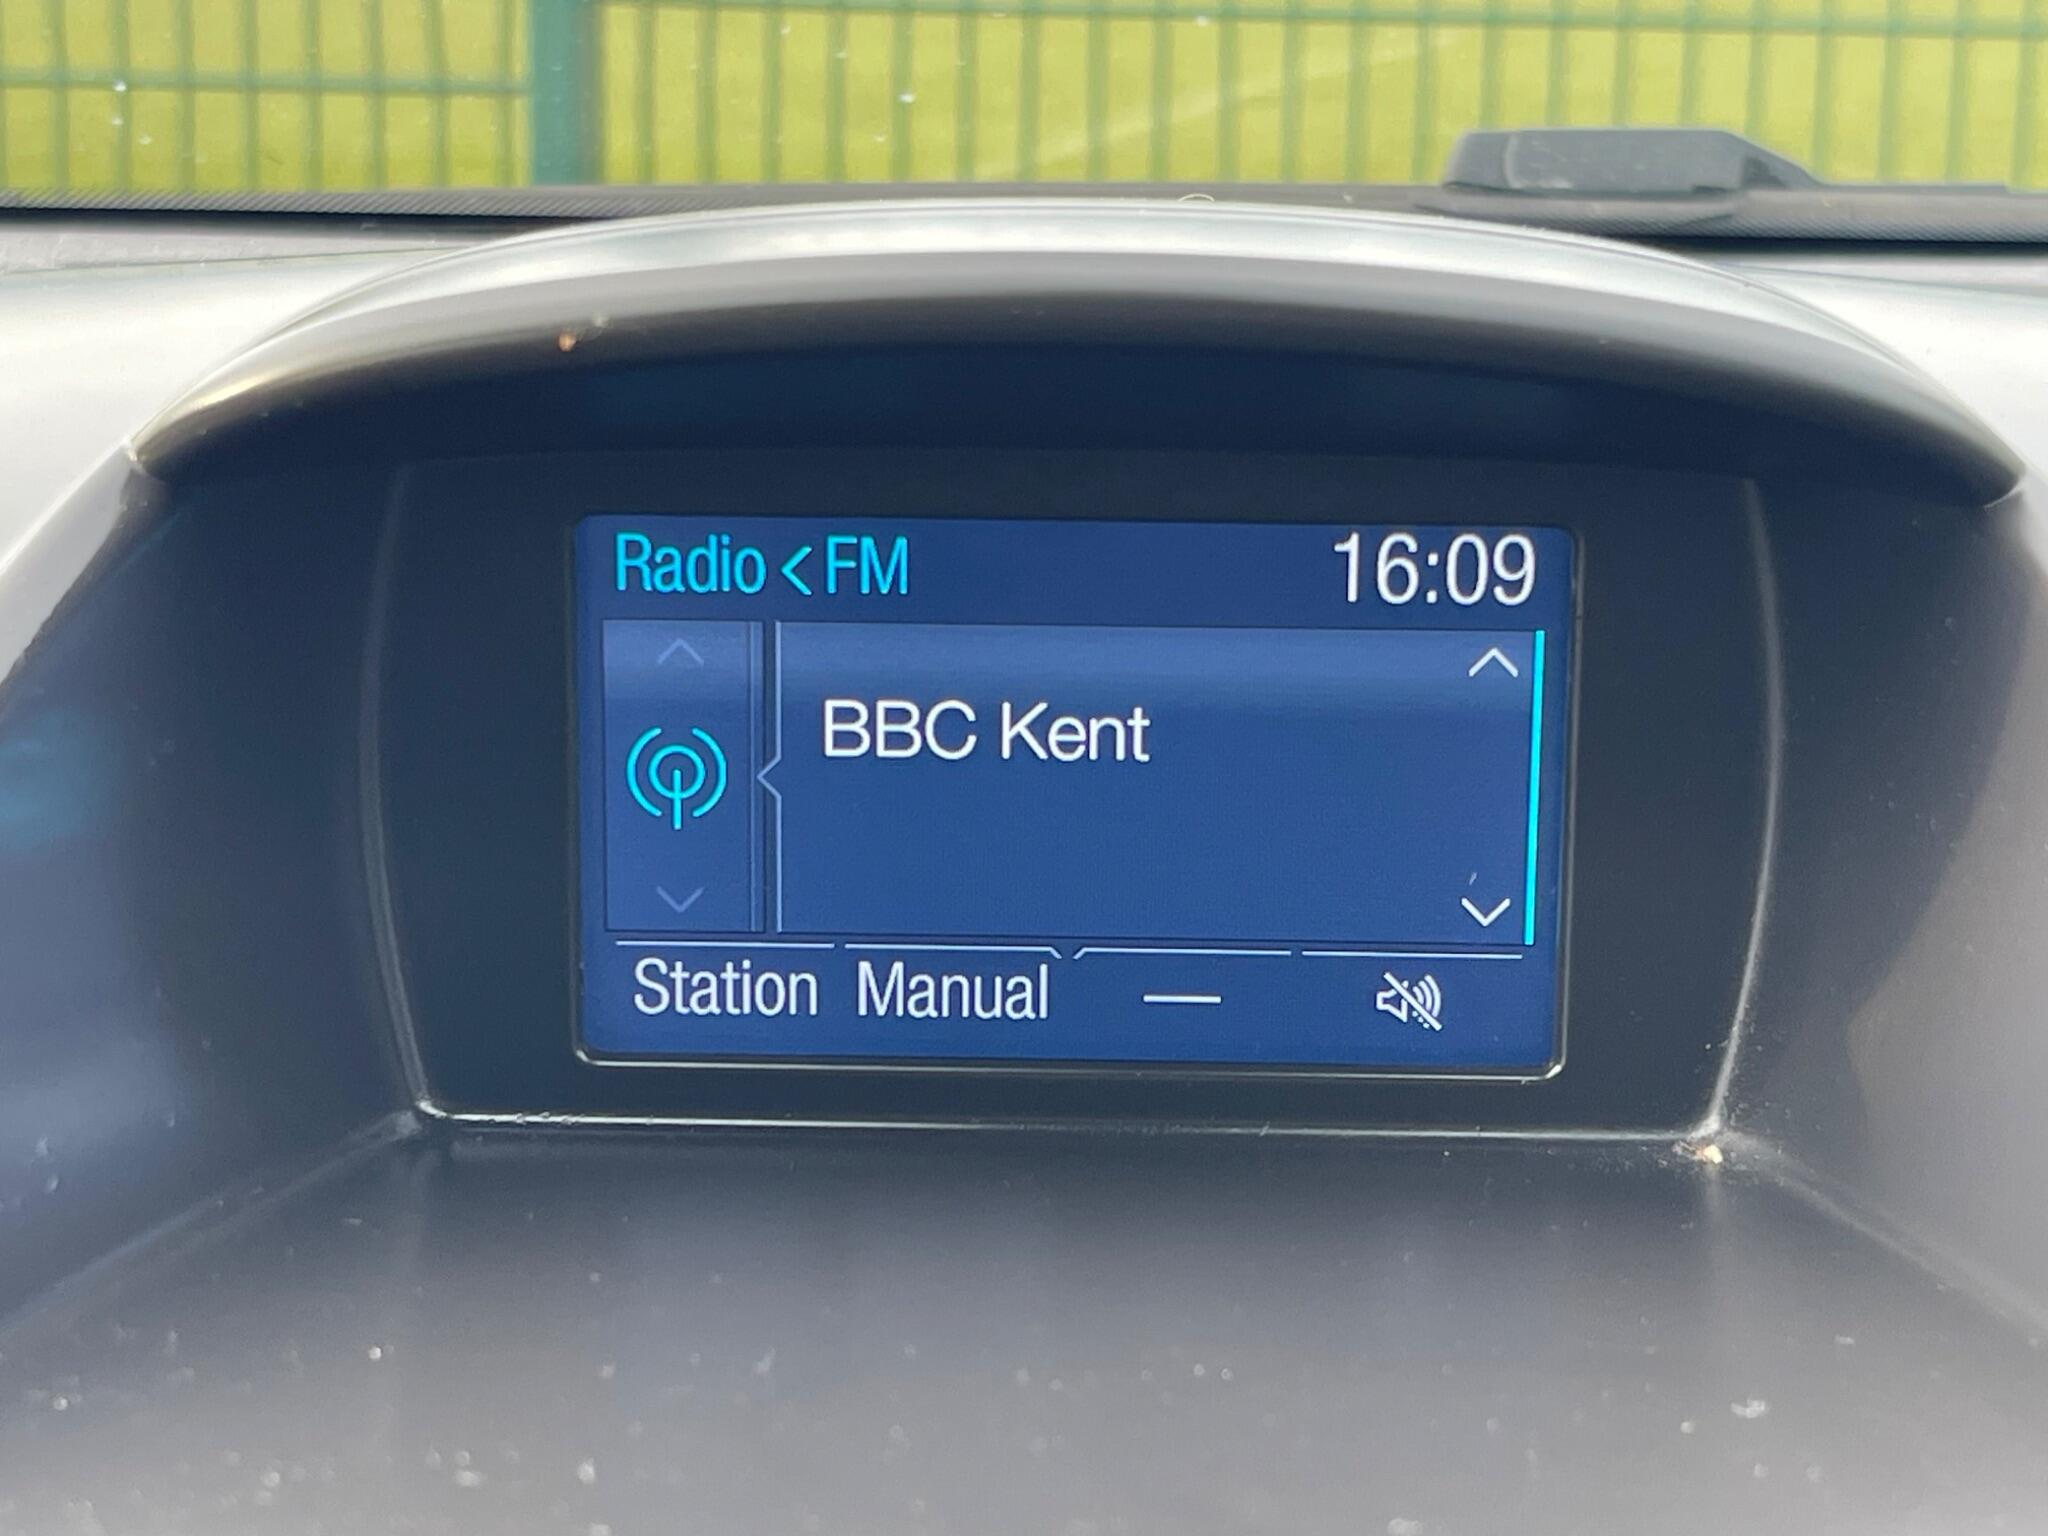 Radio < FM 16:09
BBC Kent
Station Manual —